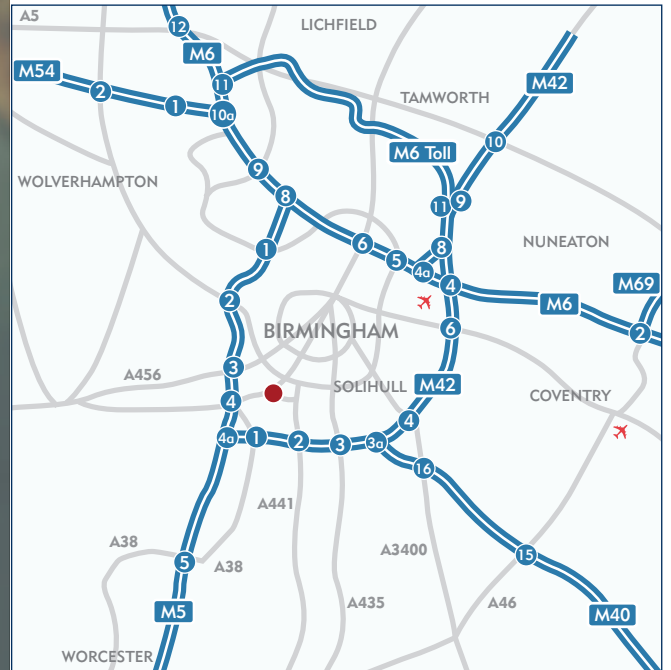 A5
12
LICHFIELD
M6
M54
11
M42
2
1
10a
TAMWORTH
10
M6 Toll
9
WOLVERHAMPTON
8
11
9
1
6
5
8
NUNEATON
4a
4
M69
2
M6
6
2
BIRMINGHAM
3
A456
SOLIHULL
M42
COVENTRY
4
4
4a
1
2
3
3a
16
A441
A38
A38
A3400
15
5
M5
A435
A46
M40
WORCESTER